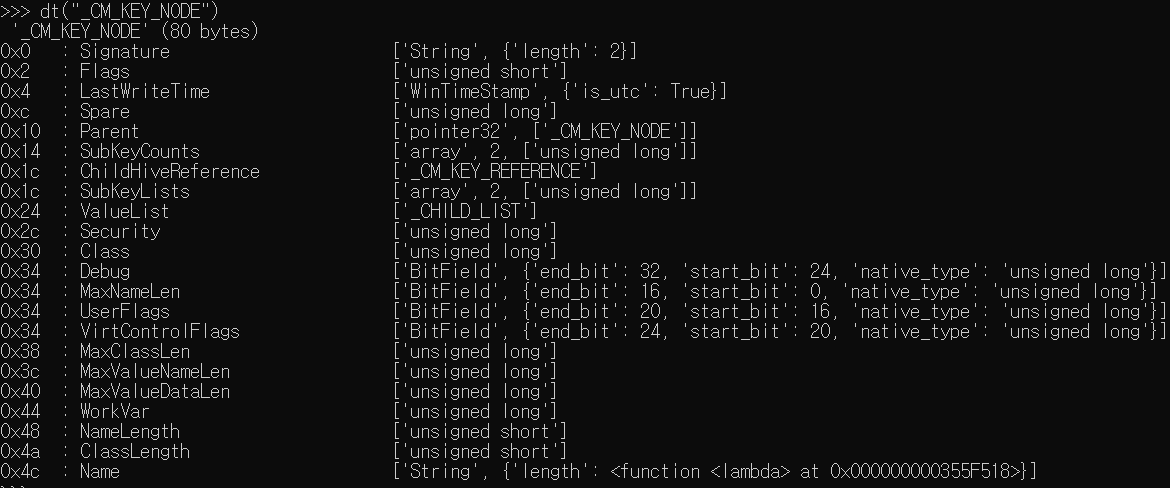 >>> dt("_CM_KEY_NODE")
 '_CM_KEY_NODE' (80 bytes)
0x0   : Signature                      ['String', {'length': 2}]
0x2   : Flags                          ['unsigned short']
0x4   : LastWriteTime                  ['WinTimeStamp', {'is_utc': True}]
0xc   : Spare                          ['unsigned long']
0x10  : Parent                         ['pointer32', ['_CM_KEY_NODE']]
0x14  : SubKeyCounts                   ['array', 2, ['unsigned long']]
0x1c  : ChildHiveReference             ['_CM_KEY_REFERENCE']
0x1c  : SubKeyLists                    ['array', 2, ['unsigned long']]
0x24  : ValueList                      ['_CHILD_LIST']
0x2c  : Security                       ['unsigned long']
0x30  : Class                          ['unsigned long']
0x34  : Debug                          ['BitField', {'end_bit': 32, 'start_bit': 24, 'native_type': 'unsigned long'}]
0x34  : MaxNameLen                     ['BitField', {'end_bit': 16, 'start_bit': 0, 'native_type': 'unsigned long'}]
0x34  : UserFlags                      ['BitField', {'end_bit': 20, 'start_bit': 16, 'native_type': 'unsigned long'}]
0x34  : VirtControlFlags               ['BitField', {'end_bit': 24, 'start_bit': 20, 'native_type': 'unsigned long'}]
0x38  : MaxClassLen                    ['unsigned long']
0x3c  : MaxValueNameLen                ['unsigned long']
0x40  : MaxValueDataLen                ['unsigned long']
0x44  : WorkVar                        ['unsigned long']
0x48  : NameLength                     ['unsigned short']
0x4a  : ClassLength                    ['unsigned short']
0x4c  : Name                           ['String', {'length': <function <lambda> at 0x000000000355F518>}]
>>>